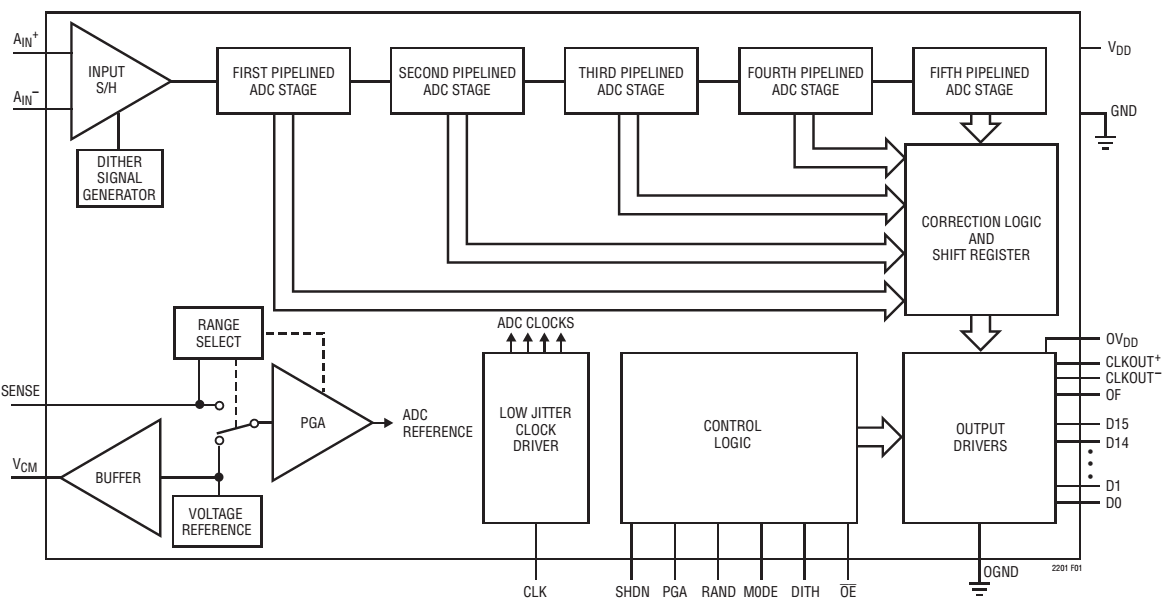 AIN+
AIN−
INPUT
S/H
DITHER
SIGNAL
GENERATOR
FIRST PIPELINED
ADC STAGE
SECOND PIPELINED
ADC STAGE
THIRD PIPELINED
ADC STAGE
FOURTH PIPELINED
ADC STAGE
FIFTH PIPELINED
ADC STAGE
VDD
GND
CORRECTION LOGIC
AND
SHIFT REGISTER
RANGE
SELECT
SENSE
PGA
ADC
REFERENCE
VCM
BUFFER
VOLTAGE
REFERENCE
ADC CLOCKS
LOW JITTER
CLOCK
DRIVER
CONTROL
LOGIC
OUTPUT
DRIVERS
OVDD
CLKOUT+
CLKOUT−
OF
D15
D14
D1
D0
OGND
CLK
SHDN
PGA
RAND
MODE
DITH
O̅E̅
2201 F01